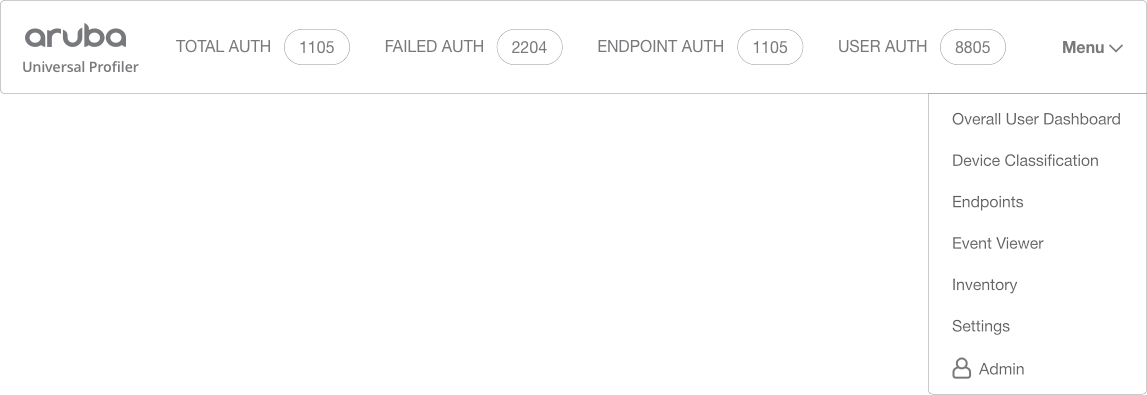 aruba
Universal Profiler
TOTAL AUTH 1105 FAILED AUTH 2204 ENDPOINT AUTH 1105 USER AUTH 8805 Menu
Overall User Dashboard
Device Classification
Endpoints
Event Viewer
Inventory
Settings
Admin